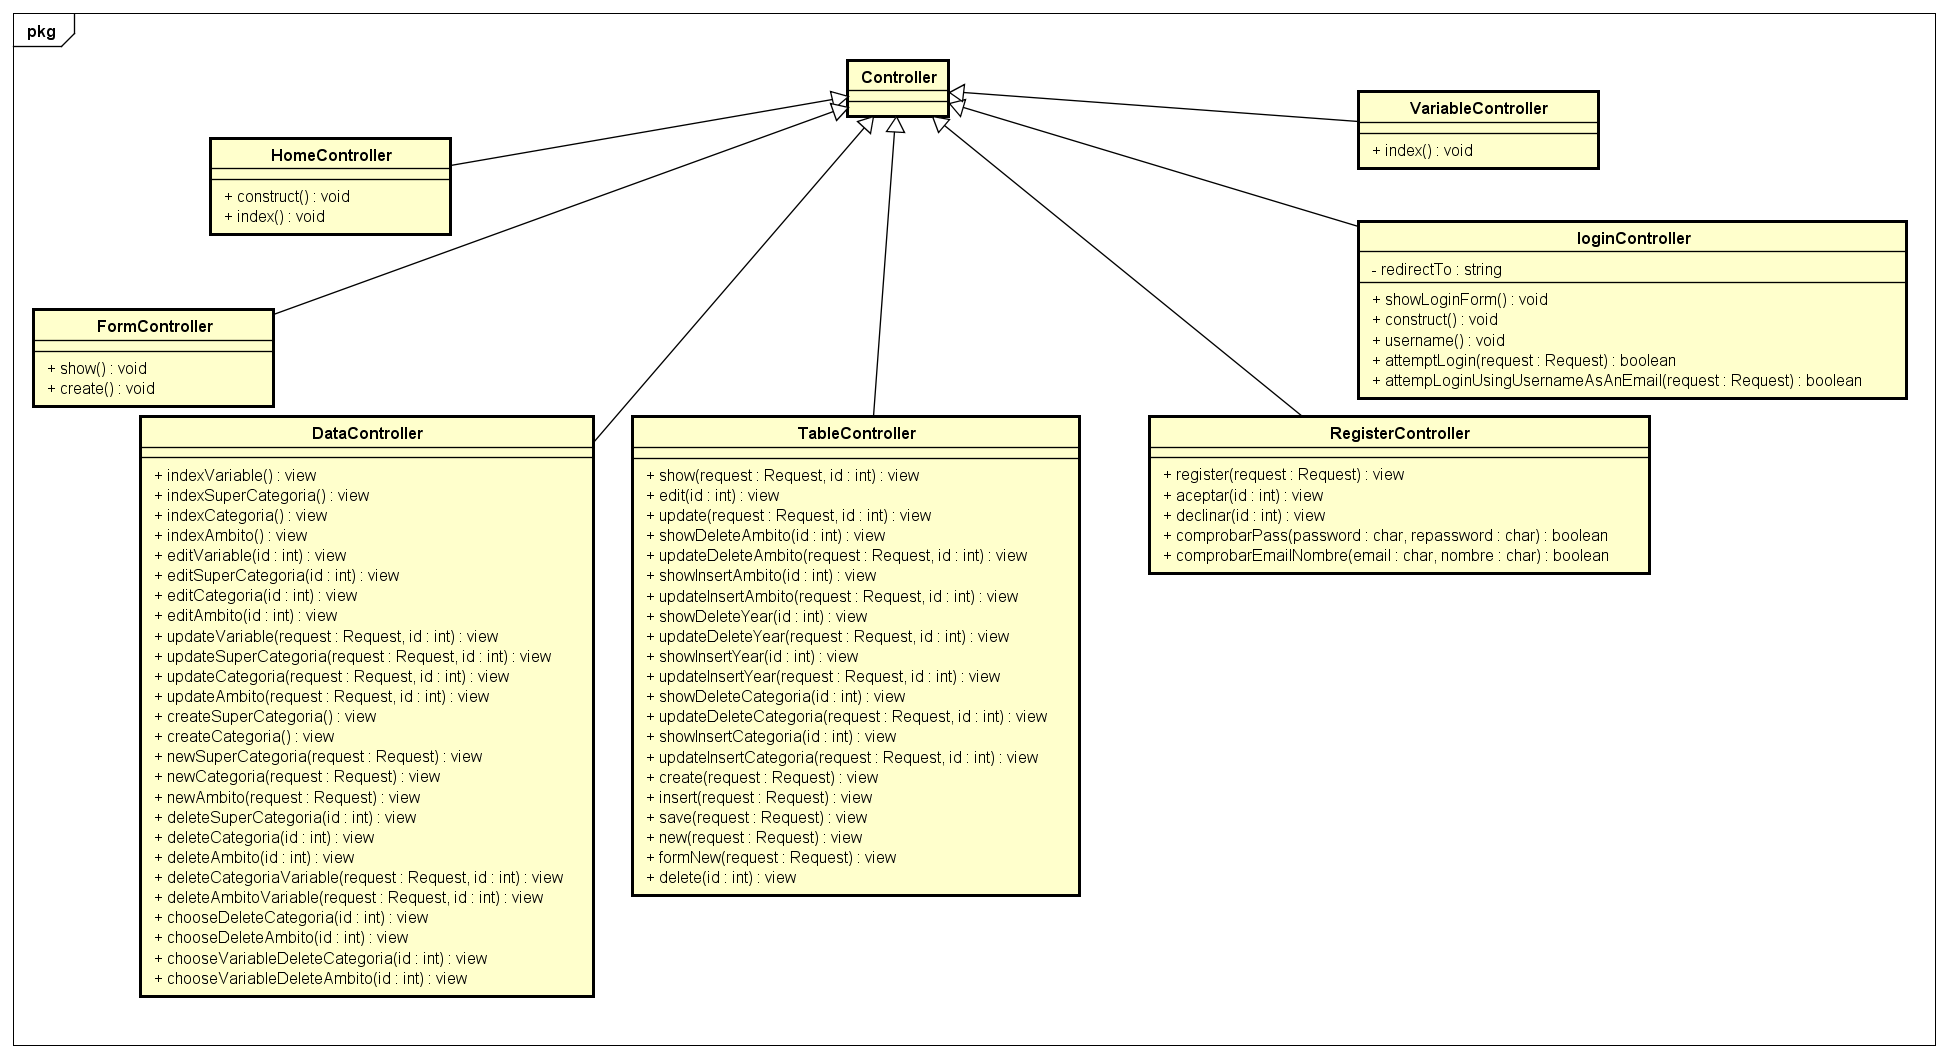 pkg
Controller
VariableController
+ index() : void
HomeController
+ construct() : void
+ index() : void
loginController
- redirectTo : string
+ showLoginForm() : void
+ construct() : void
+ username() : void
+ attemptLogin(request : Request) : boolean
+ attempLoginUsingUsernameAsAnEmail(request : Request) : boolean
FormController
+ show() : void
+ create() : void
DataController
+ indexVariable() : view
+ indexSuperCategoria() : view
+ indexCategoria() : view
+ indexAmbito() : view
+ editVariable(id : int) : view
+ editSuperCategoria(id : int) : view
+ editCategoria(id : int) : view
+ editAmbito(id : int) : view
+ updateVariable(request : Request, id : int) : view
+ updateSuperCategoria(request : Request, id : int) : view
+ updateCategoria(request : Request, id : int) : view
+ updateAmbito(request : Request, id : int) : view
+ createSuperCategoria() : view
+ createCategoria() : view
+ newSuperCategoria(request : Request) : view
+ newCategoria(request : Request) : view
+ newAmbito(request : Request) : view
+ deleteSuperCategoria(id : int) : view
+ deleteCategoria(id : int) : view
+ deleteAmbito(id : int) : view
+ deleteCategoriaVariable(request : Request, id : int) : view
+ deleteAmbitoVariable(request : Request, id : int) : view
+ chooseDeleteCategoria(id : int) : view
+ chooseDeleteAmbito(id : int) : view
+ chooseVariableDeleteCategoria(id : int) : view
+ chooseVariableDeleteAmbito(id : int) : view
TableController
+ show(request : Request, id : int) : view
+ edit(id : int) : view
+ update(request : Request, id : int) : view
+ showDeleteAmbito(id : int) : view
+ updateDeleteAmbito(request : Request, id : int) : view
+ showInsertAmbito(id : int) : view
+ updateInsertAmbito(request : Request, id : int) : view
+ showDeleteYear(id : int) : view
+ updateDeleteYear(request : Request, id : int) : view
+ showInsertYear(id : int) : view
+ updateInsertYear(request : Request, id : int) : view
+ showDeleteCategoria(id : int) : view
+ updateDeleteCategoria(request : Request, id : int) : view
+ showInsertCategoria(id : int) : view
+ updateInsertCategoria(request : Request, id : int) : view
+ create(request : Request) : view
+ insert(request : Request) : view
+ save(request : Request) : view
+ new(request : Request) : view
+ formNew(request : Request) : view
+ delete(id : int) : view
RegisterController
+ register(request : Request) : view
+ aceptar(id : int) : view
+ declinar(id : int) : view
+ comprobarPass(password : char, repassword : char) : boolean
+ comprobarEmailNombre(email : char, nombre : char) : boolean